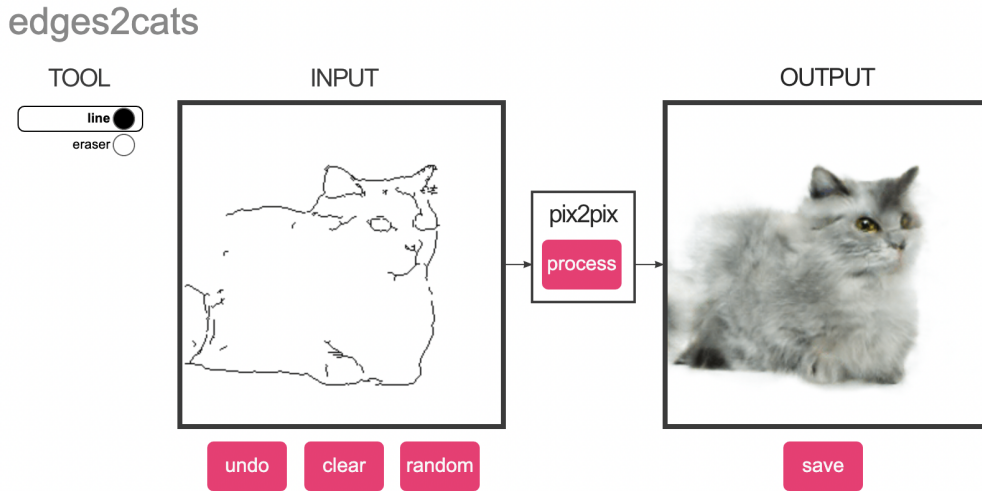 edges2cats
TOOL
INPUT
OUTPUT
line
eraser
pix2pix
process
undo
clear
random
save